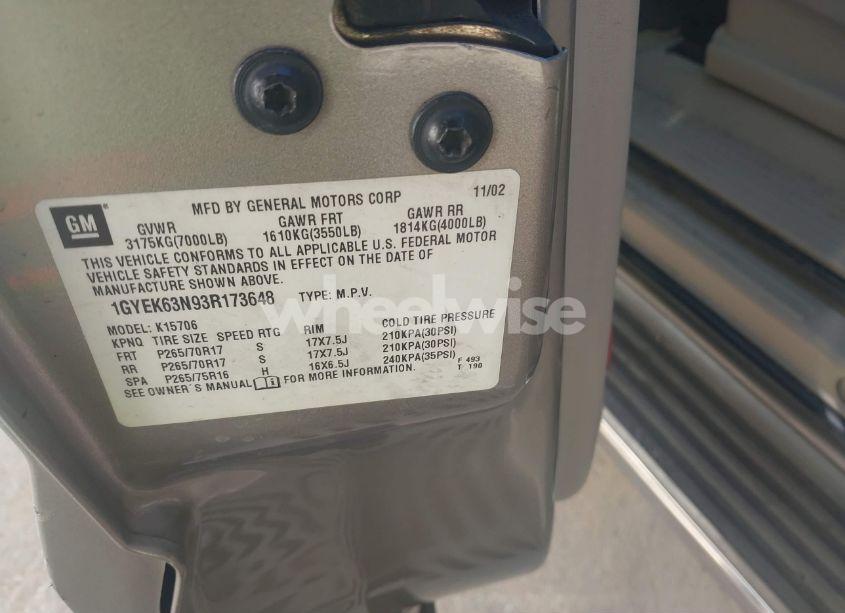 GM
MFD BY GENERAL MOTORS CORP 11/02
GVWR GAWR FRT GAWR RR
3175KG(7000LB) 1610KG(3550LB) 1814KG(4000LB)
THIS VEHICLE CONFORMS TO ALL APPLICABLE U.S. FEDERAL MOTOR
VEHICLE SAFETY STANDARDS IN EFFECT ON THE DATE OF
MANUFACTURE SHOWN ABOVE.
1GYEK63N93R173648 TYPE: M.P.V.
MODEL: K15706
KPNQ TIRE SIZE SPEED RTG RIM COLD TIRE PRESSURE
FRT P265/70R17 S 17X7.5J 210KPA(30PSI)
RR P265/70R17 S 17X7.5J 210KPA(30PSI)
SPA P265/75R16 H 16X6.5J 240KPA(35PSI) F 493
SEE OWNER'S MANUAL FOR MORE INFORMATION. T 190
wheelwise